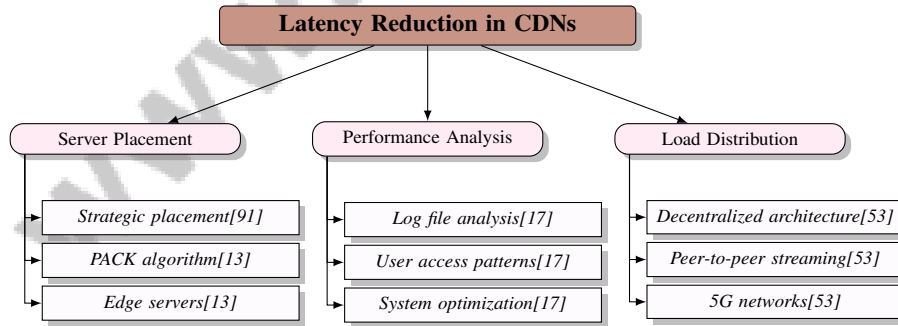 Latency Reduction in CDNs
Server Placement
Strategic placement[91]
PACK algorithm[13]
Edge servers[13]
Performance Analysis
Log file analysis[17]
User access patterns[17]
System optimization[17]
Load Distribution
Decentralized architecture[53]
Peer-to-peer streaming[53]
5G networks[53]